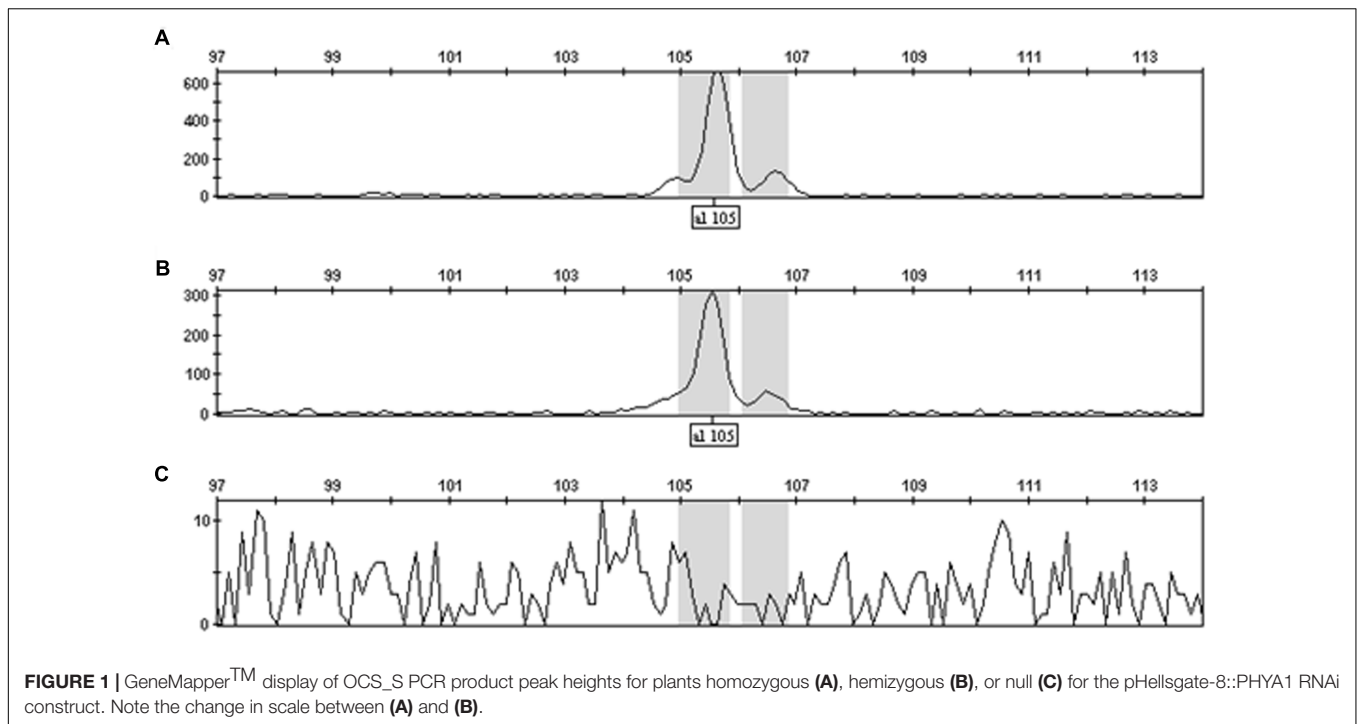 A
97 99 101 103 105 107 109 111 113
600
400
200
0
al 105
B
97 99 101 103 105 107 109 111 113
300
200
100
0
al 105
C
97 99 101 103 105 107 109 111 113
10
0
FIGURE 1 | GeneMapper™ display of OCS_S PCR product peak heights for plants homozygous (A), hemizygous (B), or null (C) for the pHellsgate-8::PHYA1 RNAi
construct. Note the change in scale between (A) and (B).